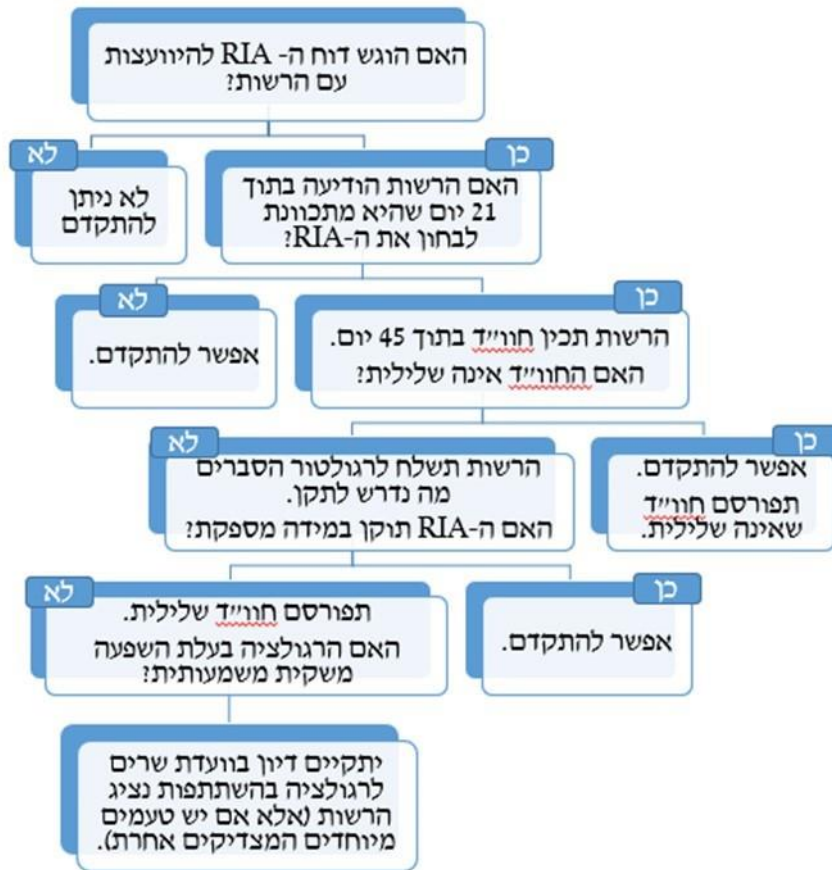 האם הוגש דוח ה- RIA להיוועצות
עם הרשות?
כן
האם הרשות הודיעה בתוך
21 יום שהיא מתכוונת
לבחון את ה-RIA?
לא
לא ניתן
להתקדם
כן
הרשות תכין חוו״ד בתוך 45 יום.
האם החוו״ד אינה שלילית?
לא
אפשר להתקדם.
כן
אפשר להתקדם.
תפורסם חוו״ד
שאינה שלילית.
לא
הרשות תשלח לרגולטור הסברים
מה נדרש לתקן.
האם ה-RIA תוקן במידה מספקת?
כן
אפשר להתקדם.
לא
תפורסם חוו״ד שלילית.
האם הרגולציה בעלת השפעה
משקית משמעותית?
יתקיים דיון בוועדת שרים
לרגולציה בהשתתפות נציג
הרשות (אלא אם יש טעמים
מיוחדים המצדיקים אחרת).